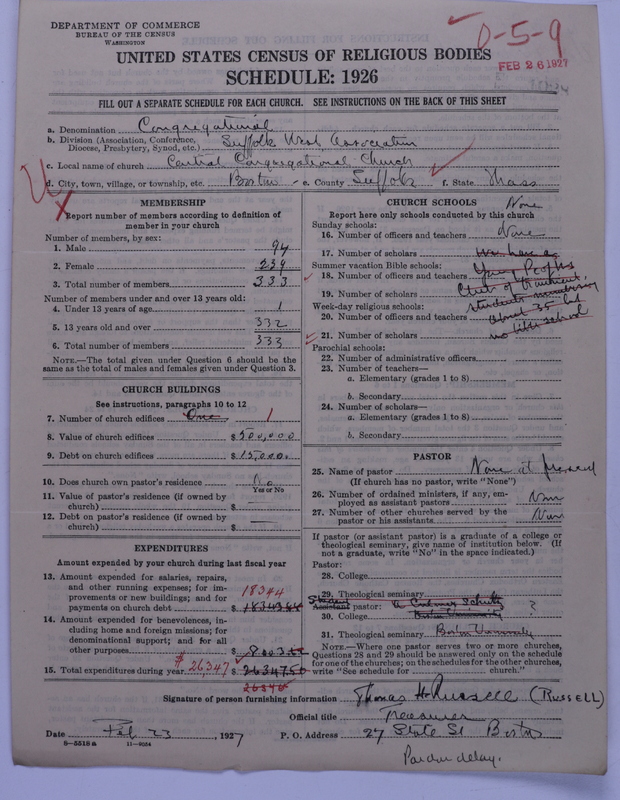 DEPARTMENT OF COMMERCE
BUREAU OF THE CENSUS
WASHINGTON
0-5-9
FEB 26 1927
UNITED STATES CENSUS OF RELIGIOUS BODIES
SCHEDULE: 1926
FILL OUT A SEPARATE SCHEDULE FOR EACH CHURCH. SEE INSTRUCTIONS ON THE BACK OF THIS SHEET
a. Denomination Congregational
b. Division (Association, Conference, Diocese, Presbytery, Synod, etc.) Suffolk West Association
c. Local name of church Central Congregational Church
d. City, town, village, or township, etc. Boston e. County Suffolk f. State Mass
MEMBERSHIP
Report number of members according to definition of
member in your church
Number of members, by sex:
1. Male 94
2. Female 239
3. Total number of members 333
Number of members under and over 13 years old:
4. Under 13 years of age 1
5. 13 years old and over 332
6. Total number of members 333
NOTE.—The total given under Question 6 should be the
same as the total of males and females given under Question 3.
CHURCH BUILDINGS
See instructions, paragraphs 10 to 12
7. Number of church edifices One 1
8. Value of church edifices $500,000
9. Debt on church edifices $15,000
10. Does church own pastor's residence No
Yes or No
11. Value of pastor's residence (if owned by
church) $ —
12. Debt on pastor's residence (if owned by
church) $ —
EXPENDITURES
Amount expended by your church during last fiscal year
13. Amount expended for salaries, repairs,
and other running expenses; for im-
provements or new buildings; and for
payments on church debt 18344
14. Amount expended for benevolences, in-
cluding home and foreign missions; for
denominational support; and for all
other purposes $
15. Total expenditures during year $26,347
CHURCH SCHOOLS None
Report here only schools conducted by this church
Sunday schools:
16. Number of officers and teachers None
17. Number of scholars We have a
Summer vacation Bible schools:
18. Number of officers and teachers Young People's
19. Number of scholars Club of
students numbering
Week-day religious schools:
20. Number of officers and teachers about 35 but
21. Number of scholars no bible school
Parochial schools:
22. Number of administrative officers
23. Number of teachers—
a. Elementary (grades 1 to 8)
b. Secondary
24. Number of scholars—
a. Elementary (grades 1 to 8)
b. Secondary
PASTOR
25. Name of pastor None at present
(If church has no pastor, write "None")
26. Number of ordained ministers, if any, em-
ployed as assistant pastors None
27. Number of other churches served by the
pastor or his assistants None
If pastor (or assistant pastor) is a graduate of a college or
theological seminary, give name of institution below. (If
not a graduate, write "No" in the space indicated.)
Pastor:
28. College
29. Theological seminary
Assistant pastor:
30. College Boston University ?
31. Theological seminary Boston University
NOTE.—Where one pastor serves two or more churches,
Questions 28 and 29 should be answered only on the schedule
for one of the churches; on the schedules for the other churches,
write "See schedule for church."
Signature of person furnishing information Thomas H Russell (RUSSELL)
Official title Treasurer
Date Feb 23, 1927 P. O. Address 27 State St Boston
8-5518 a 11-9054
Pardon delay.